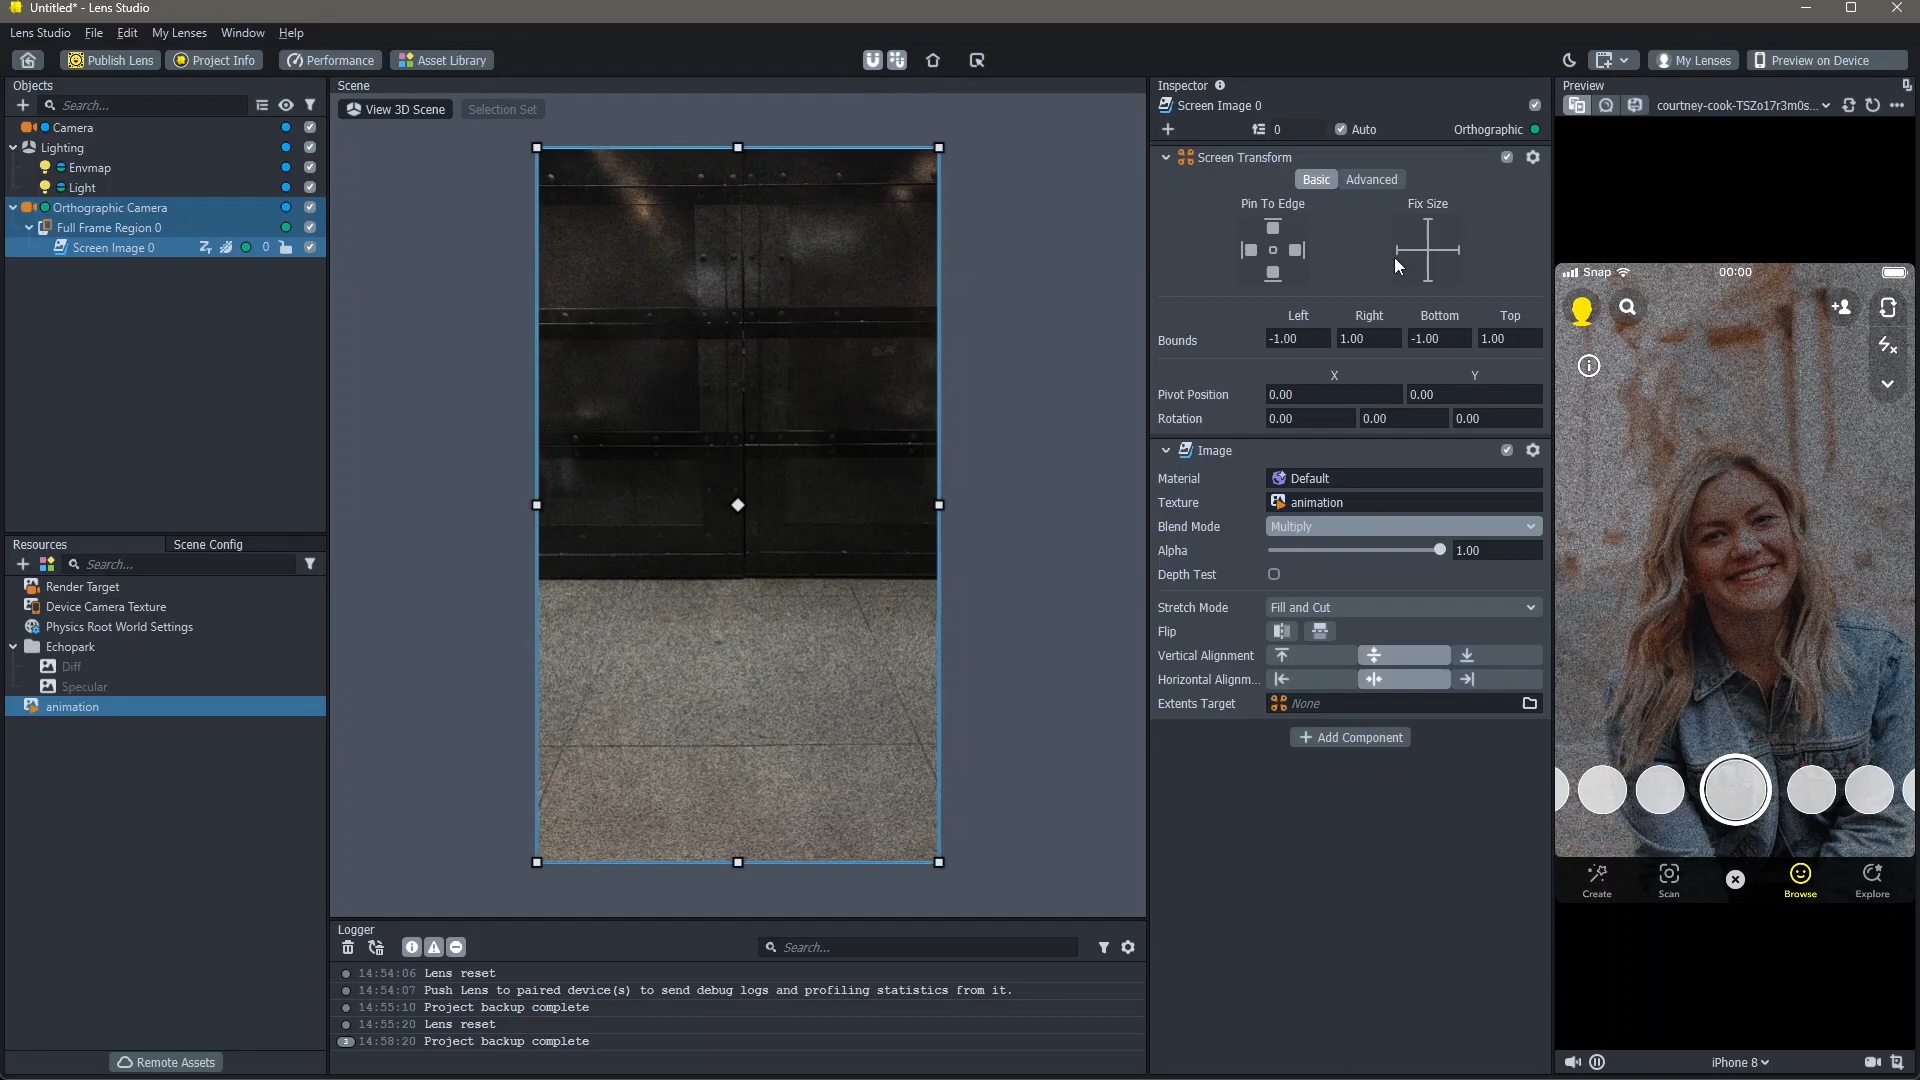 Untitled* - Lens Studio
Lens Studio File Edit My Lenses Window Help
Publish Lens Project Info Performance Asset Library My Lenses Preview on Device
Objects
Search...
Camera
Lighting
Envmap
Light
Orthographic Camera
Full Frame Region 0
Screen Image 0 0
Resources Scene Config
Search...
Render Target
Device Camera Texture
Physics Root World Settings
Echopark
Diff
Specular
animation
Remote Assets
Scene
View 3D Scene Selection Set
Logger
Search...
14:54:06 Lens reset
14:54:07 Push Lens to paired device(s) to send debug logs and profiling statistics from it.
14:55:10 Project backup complete
14:55:20 Lens reset
3 14:58:20 Project backup complete
Inspector
Screen Image 0
0 Auto Orthographic
Screen Transform
Basic Advanced
Pin To Edge Fix Size
Left Right Bottom Top
Bounds -1.00 1.00 -1.00 1.00
X Y
Pivot Position 0.00 0.00
Rotation 0.00 0.00 0.00
Image
Material Default
Texture animation
Blend Mode Multiply
Alpha 1.00
Depth Test
Stretch Mode Fill and Cut
Flip
Vertical Alignment
Horizontal Alignm...
Extents Target None
+ Add Component
Preview
courtney-cook-TSZo17r3m0s...
Snap 00:00
Create Scan Browse Explore
iPhone 8